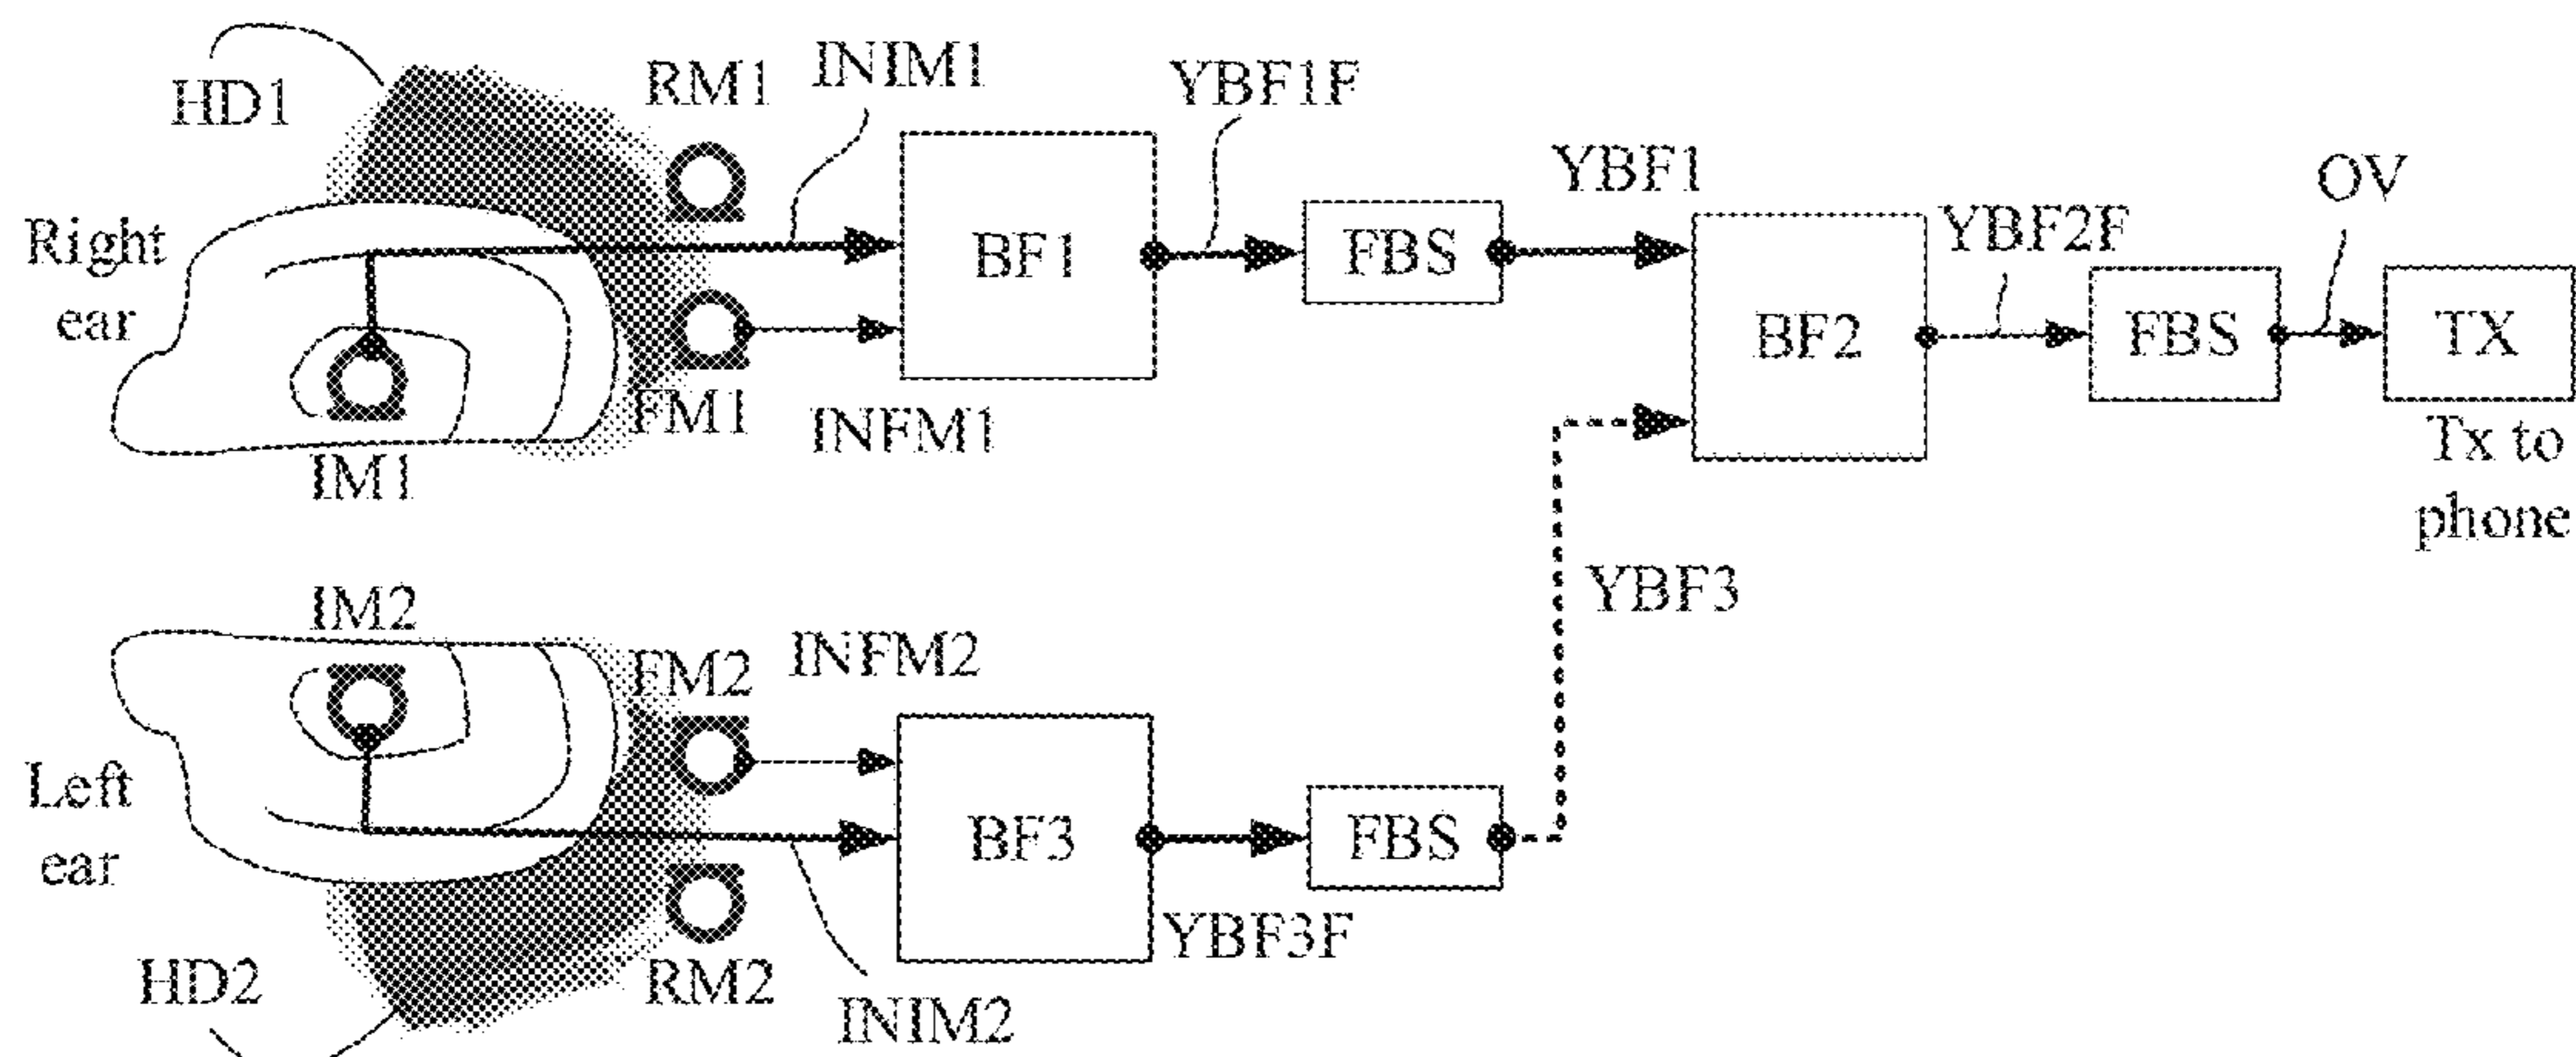 HD1
RM1
INIM1
YBF1F
Right
ear
BF1
FBS
YBF1
OV
YBF2F
BF2
FBS
TX
Tx to
phone
FM1
INFM1
IM1
IM2
FM2
INFM2
YBF3
Left
ear
BF3
FBS
YBF3F
HD2
RM2
INIM2